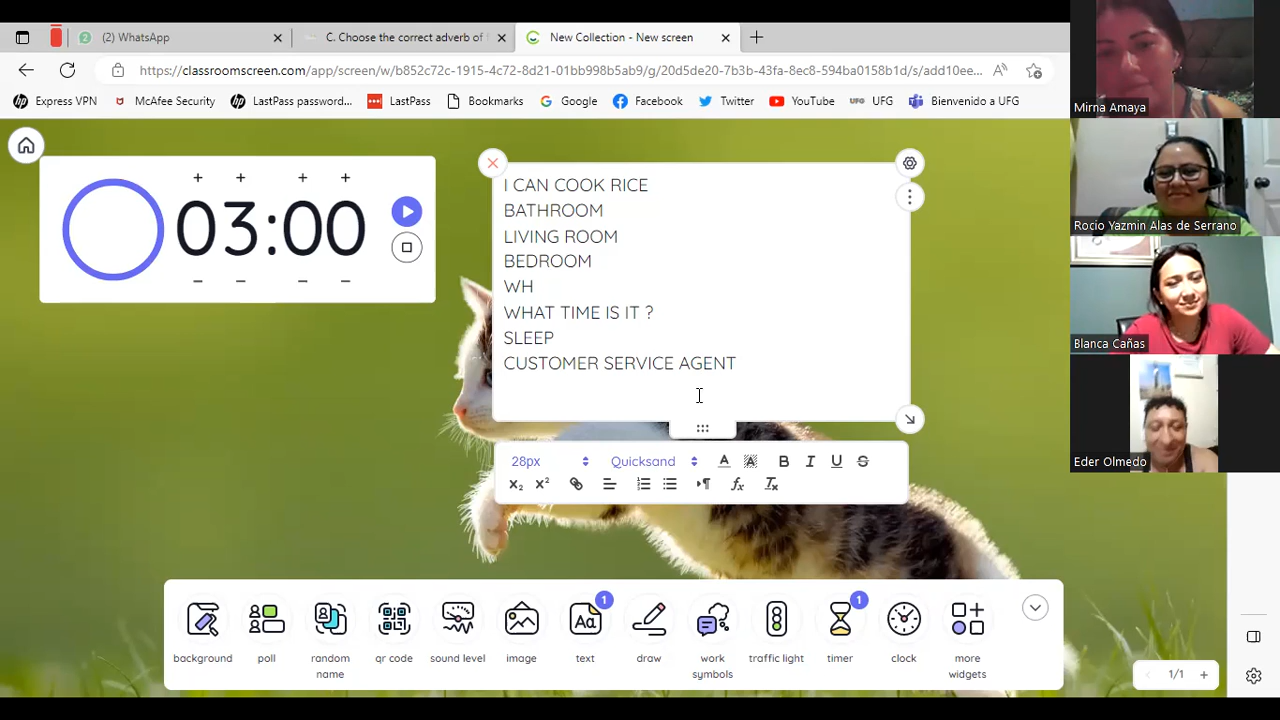 (2) WhatsApp
C. Choose the correct adverb of
New Collection - New screen
https://classroomscreen.com/app/screen/w/b852c72c-1915-4c72-8d21-01bb998b5ab9/g/20d5de20-7b3b-43fa-8ec8-594ba0158b1d/s/add10ee...
Express VPN
McAfee Security
LastPass password...
LastPass
Bookmarks
Google
Facebook
Twitter
YouTube
UFG
UFG
Bienvenido a UFG
03:00
I CAN COOK RICE
BATHROOM
LIVING ROOM
BEDROOM
WH
WHAT TIME IS IT ?
SLEEP
CUSTOMER SERVICE AGENT
28px
Quicksand
background
poll
random name
qr code
sound level
image
1
text
draw
work symbols
traffic light
1
timer
clock
more widgets
1/1
Mirna Amaya
Rocio Yazmin Alas de Serrano
Blanca Cañas
Eder Olmedo